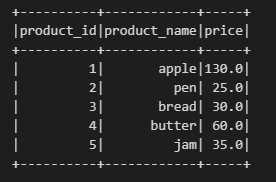 +----------+------------+-----+
|product_id|product_name|price|
+----------+------------+-----+
|         1|       apple|130.0|
|         2|         pen| 25.0|
|         3|       bread| 30.0|
|         4|      butter| 60.0|
|         5|         jam| 35.0|
+----------+------------+-----+